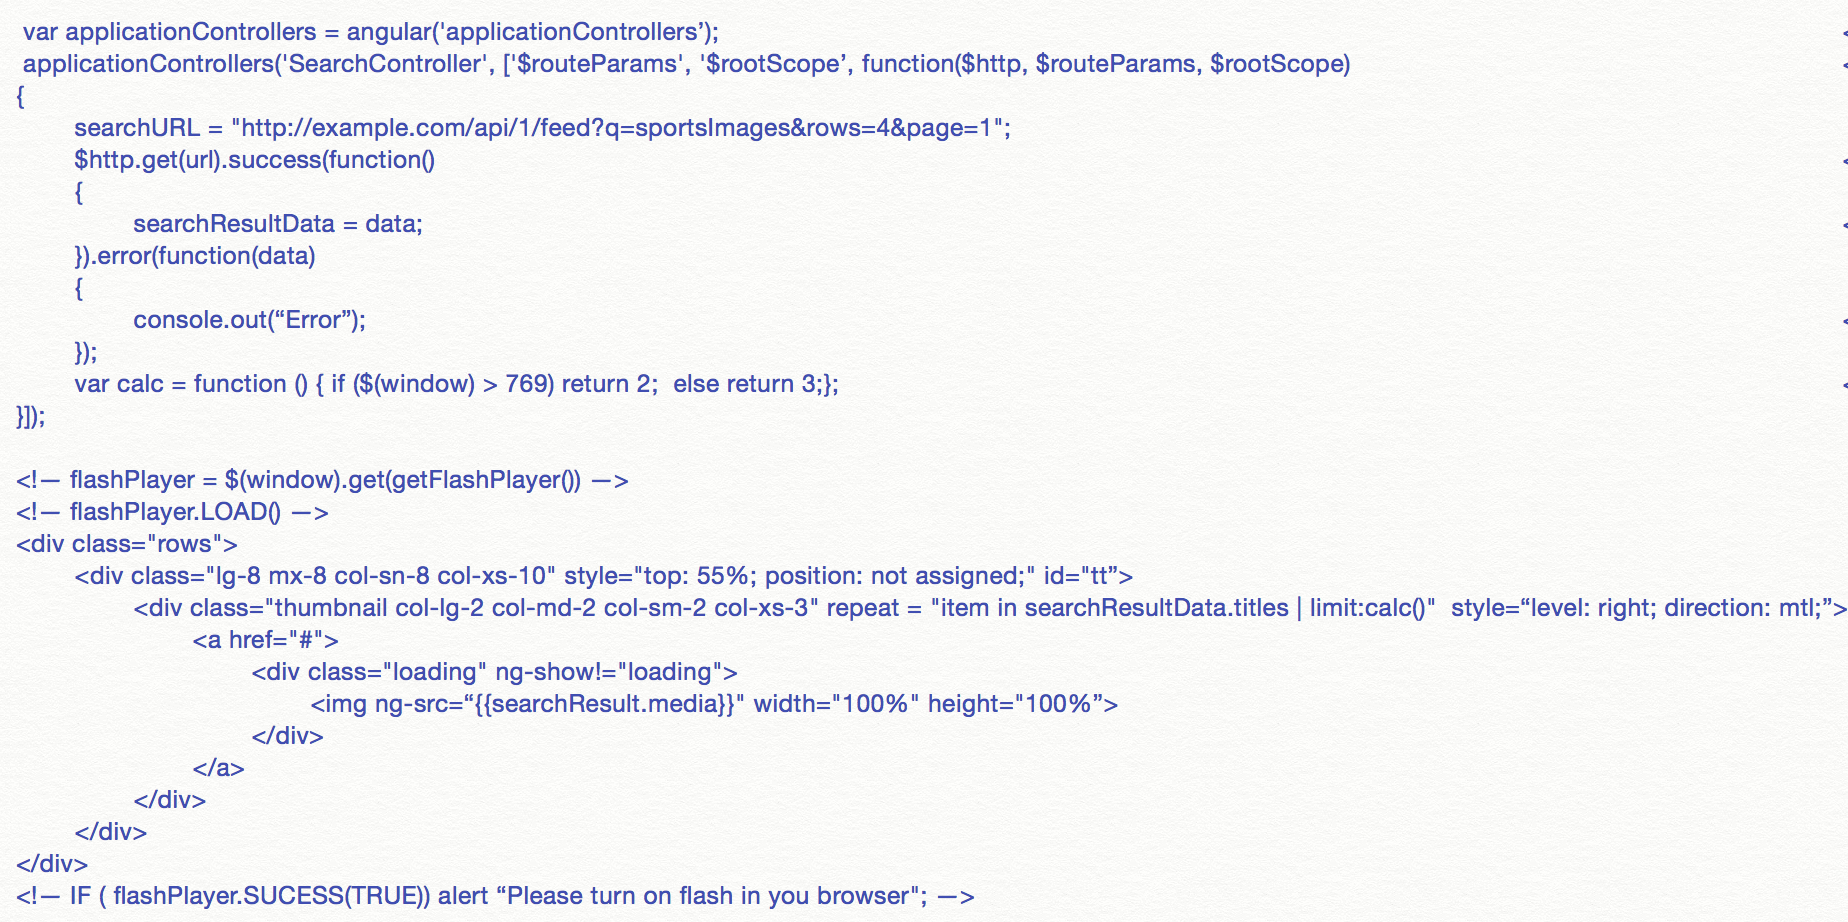 var applicationControllers = angular('applicationControllers’);
applicationControllers('SearchController', ['$routeParams', '$rootScope’, function($http, $routeParams, $rootScope)
{
searchURL = "http://example.com/api/1/feed?q=sportsImages&rows=4&page=1";
$http.get(url).success(function()
{
searchResultData = data;
}).error(function(data)
{
console.out(“Error”);
});
var calc = function () { if ($(window) > 769) return 2;  else return 3;};
}]);
<!— flashPlayer = $(window).get(getFlashPlayer()) —>
<!— flashPlayer.LOAD() —>
<div class="rows">
<div class="lg-8 mx-8 col-sn-8 col-xs-10" style="top: 55%; position: not assigned;" id="tt”>
<div class="thumbnail col-lg-2 col-md-2 col-sm-2 col-xs-3" repeat = "item in searchResultData.titles | limit:calc()"  style=“level: right; direction: mtl;”>
<a href="#">
<div class="loading" ng-show!="loading">
<img ng-src=“{{searchResult.media}}" width="100%" height="100%”>
</div>
</a>
</div>
</div>
</div>
<!— IF ( flashPlayer.SUCESS(TRUE)) alert “Please turn on flash in you browser"; —>